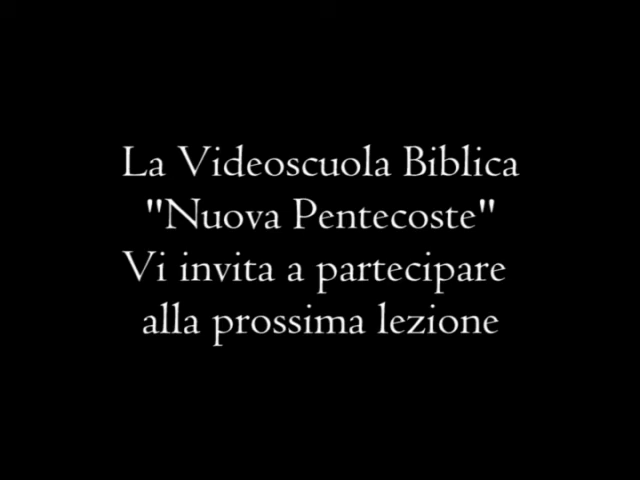 La Videoscuola Biblica
"Nuova Pentecoste"
Vi invita a partecipare
alla prossima lezione